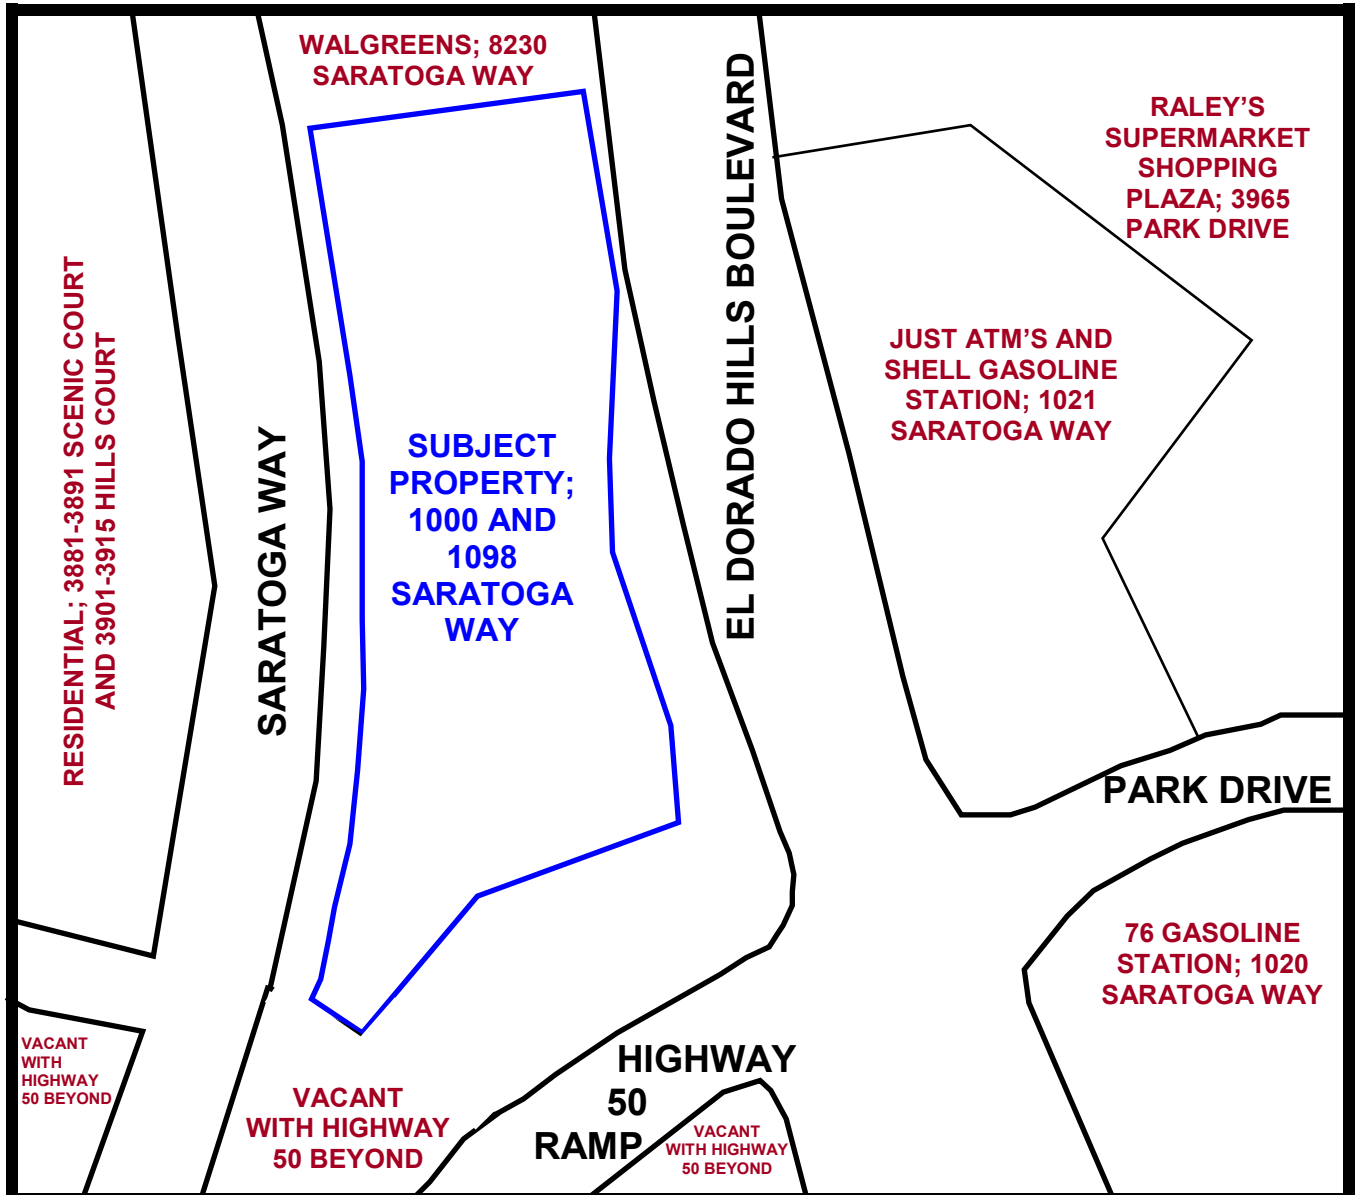 WALGREENS; 8230
SARATOGA WAY
RALEY’S
SUPERMARKET
SHOPPING
PLAZA; 3965
PARK DRIVE
RESIDENTIAL; 3881-3891 SCENIC COURT
AND 3901-3915 HILLS COURT
SARATOGA WAY
SUBJECT
PROPERTY;
1000 AND
1098
SARATOGA
WAY
EL DORADO HILLS BOULEVARD
JUST ATM’S AND
SHELL GASOLINE
STATION; 1021
SARATOGA WAY
PARK DRIVE
76 GASOLINE
STATION; 1020
SARATOGA WAY
VACANT
WITH
HIGHWAY
50 BEYOND
VACANT
WITH HIGHWAY
50 BEYOND
HIGHWAY
50
RAMP
VACANT
WITH HIGHWAY
50 BEYOND